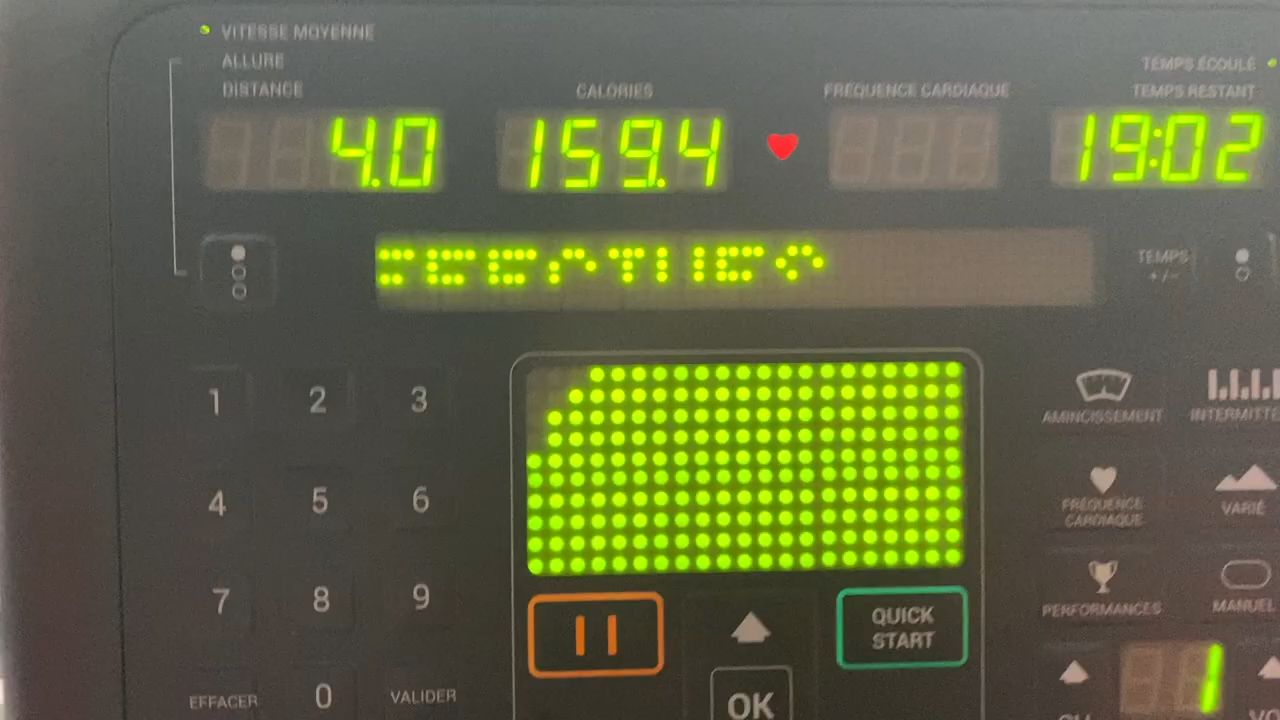 VITESSE MOYENNE
ALLURE
DISTANCE
CALORIES
FRÉQUENCE CARDIAQUE
TEMPS ÉCOULÉ
TEMPS RESTANT
4.0
159.4
19:02
TEMPS
+ / -
1 2 3
4 5 6
7 8 9
EFFACER 0 VALIDER
QUICK
START
OK
AMINCISSEMENT
FRÉQUENCE
CARDIAQUE
VARIÉ
PERFORMANCES
MANUEL
1